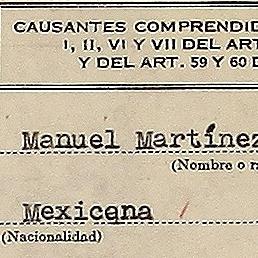 CAUSANTES COMPRENDID
I, II, VI Y VII DEL ART
Y DEL ART. 59 Y 60 D
Manuel Martínez
(Nombre o r
Mexicana
(Nacionalidad)